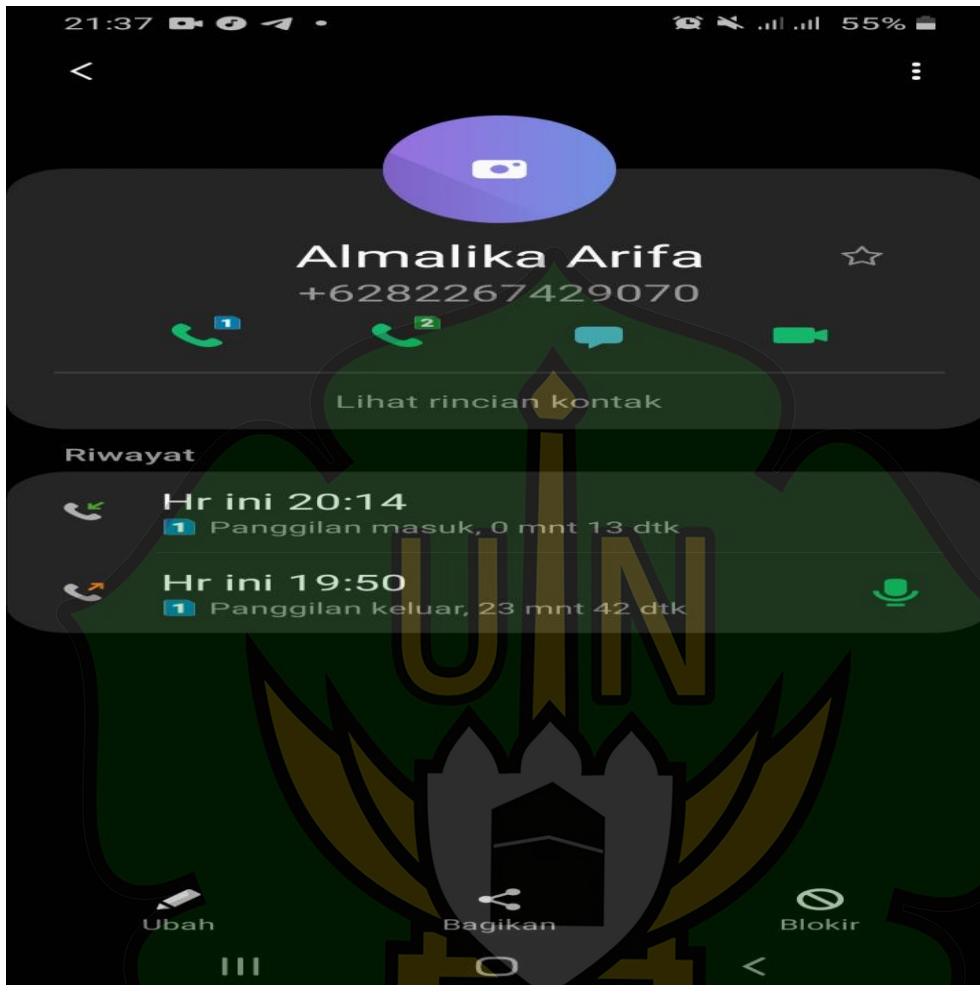 21:37 55%
Almalika Arifa
+6282267429070
1 2
Lihat rincian kontak
Riwayat
Hr ini 20:14
1 Panggilan masuk, 0 mnt 13 dtk
Hr ini 19:50
1 Panggilan keluar, 23 mnt 42 dtk
UIN
Ubah Bagikan Blokir